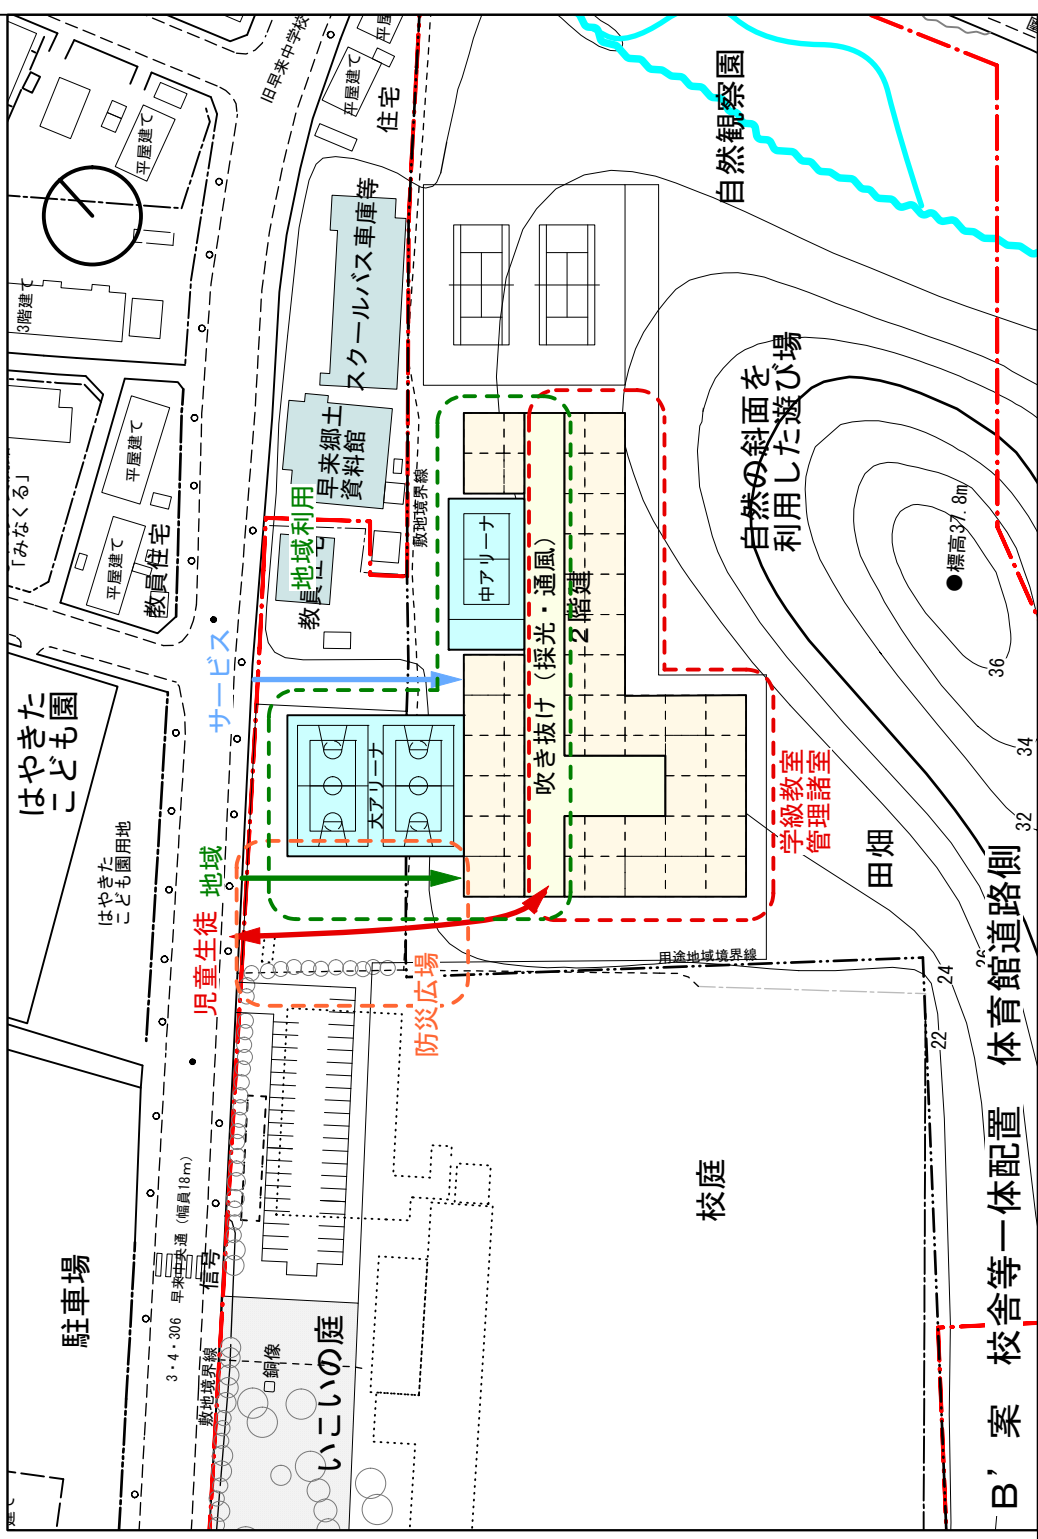 B’案 校舎等一体配置 体育館道路側
旧早来中学校
平屋建て
平屋建て
住宅
平屋建て
3階建て
「みなくる」
平屋建て
平屋建て
教員住宅
はやきた
こども園
はやきた
こども園用地
駐車場
3・4・306 早来中央通(幅員18m)
信号
敷地境界線
銅像
いこいの庭
スクールバス車庫等
早来郷土
資料館
敷地境界線
地域利用
教員住宅
サービス
地域
児童生徒
防災広場
大アリーナ
中アリーナ
吹き抜け(採光・通風)
2階建
学級教室
管理諸室
自然観察園
自然の斜面を
利用した遊び場
標高37.8m
36
34
32
26
24
22
田畑
用途地域境界線
校庭